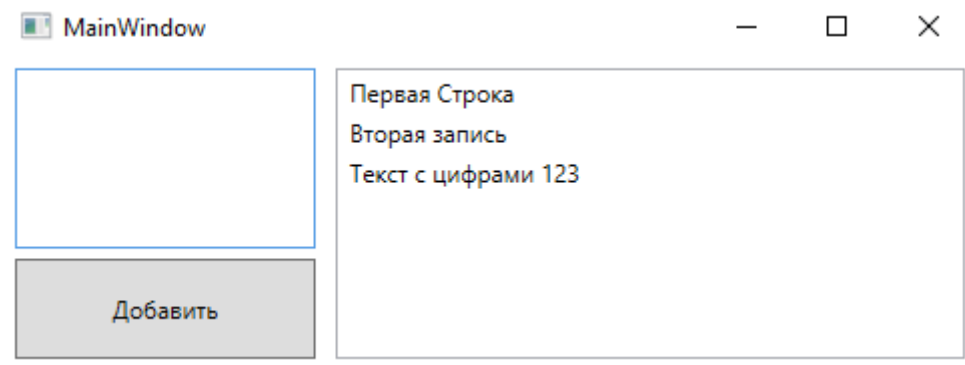 MainWindow
Первая Строка
Вторая запись
Текст с цифрами 123
Добавить